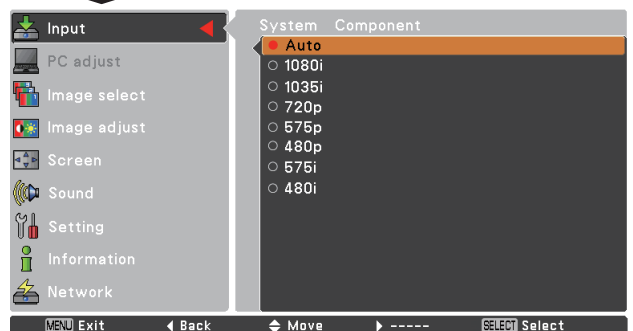 Input
PC adjust
Image select
Image adjust
Screen
Sound
Setting
Information
Network
System Component
Auto
1080i
1035i
720p
575p
480p
575i
480i
MENU Exit Back Move ----- SELECT Select